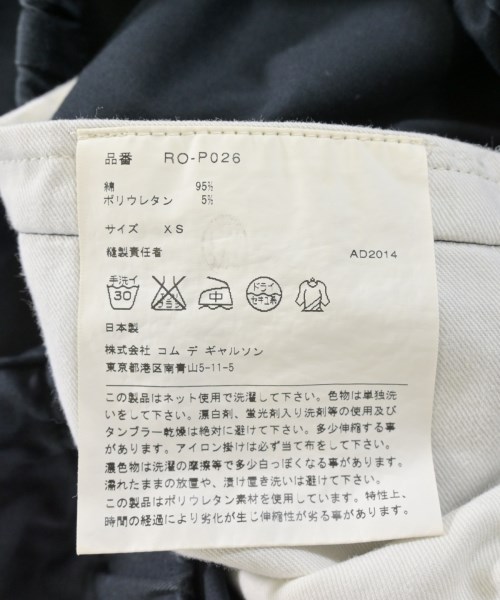 品番 RO-P026
綿 95%
ポリウレタン 5%
サイズ XS
縫製責任者 AD2014
手洗イ 30 エンソサラシ 中 ドライ セキユ系
日本製
株式会社 コム デ ギャルソン
東京都港区南青山5-11-5
この製品はネット使用で洗濯して下さい。色物は単独洗
いをして下さい。漂白剤、蛍光剤入り洗剤等の使用及び
タンブラー乾燥は絶対に避けて下さい。多少伸縮する事
があります。アイロン掛けは必ず当て布をして下さい。
濃色物は洗濯の摩擦等で多少白っぽくなる事があります。
濡れたままの放置や、漬け置き洗いは避けて下さい。
この製品はポリウレタン素材を使用しています。特性上、
時間の経過により劣化が生じ伸縮性が劣る事があります。